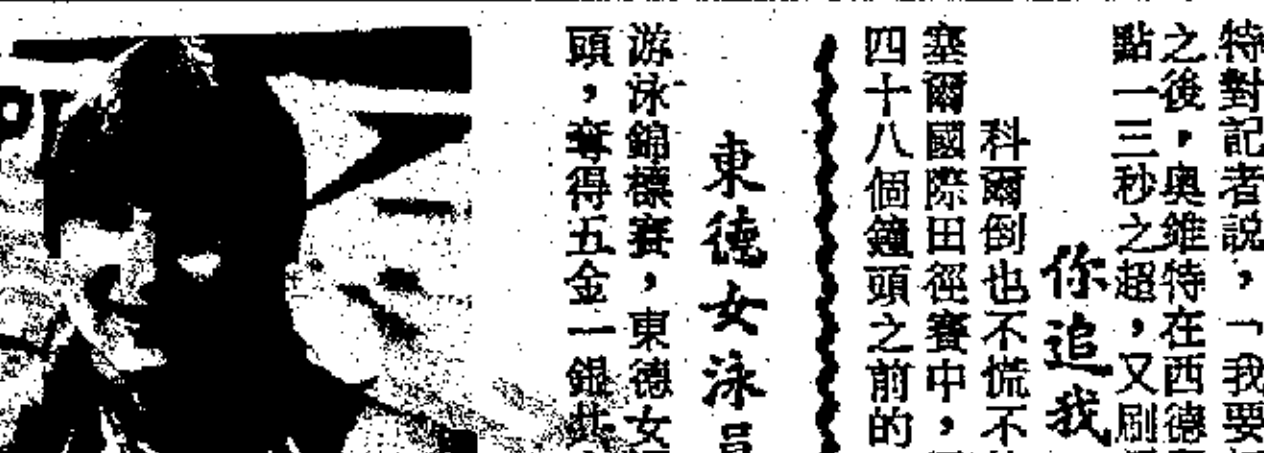 特對記者説，「我要
之後，奧維特在西德
點一三秒之超，又刷
你追我
科爾倒也不慌不
塞爾國際田徑賽中，
四十八個鐘頭之前的
東德女泳員
游泳錦標賽，東德女
頭，奪得五金一銀共